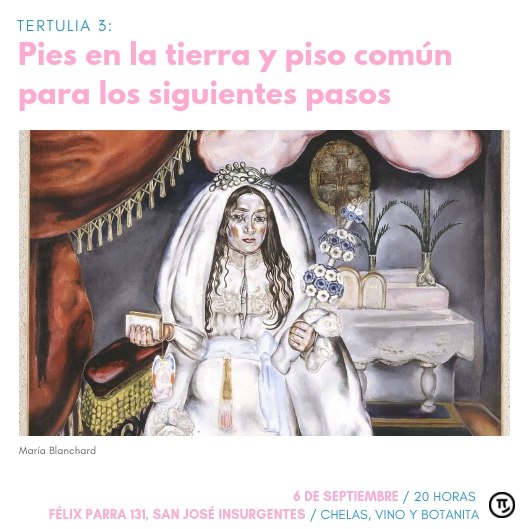 TERTULIA 3:
Pies en la tierra y piso común
para los siguientes pasos
María Blanchard
6 DE SEPTIEMBRE / 20 HORAS
FÉLIX PARRA 131, SAN JOSÉ INSURGENTES / CHELAS, VINO Y BOTANITA